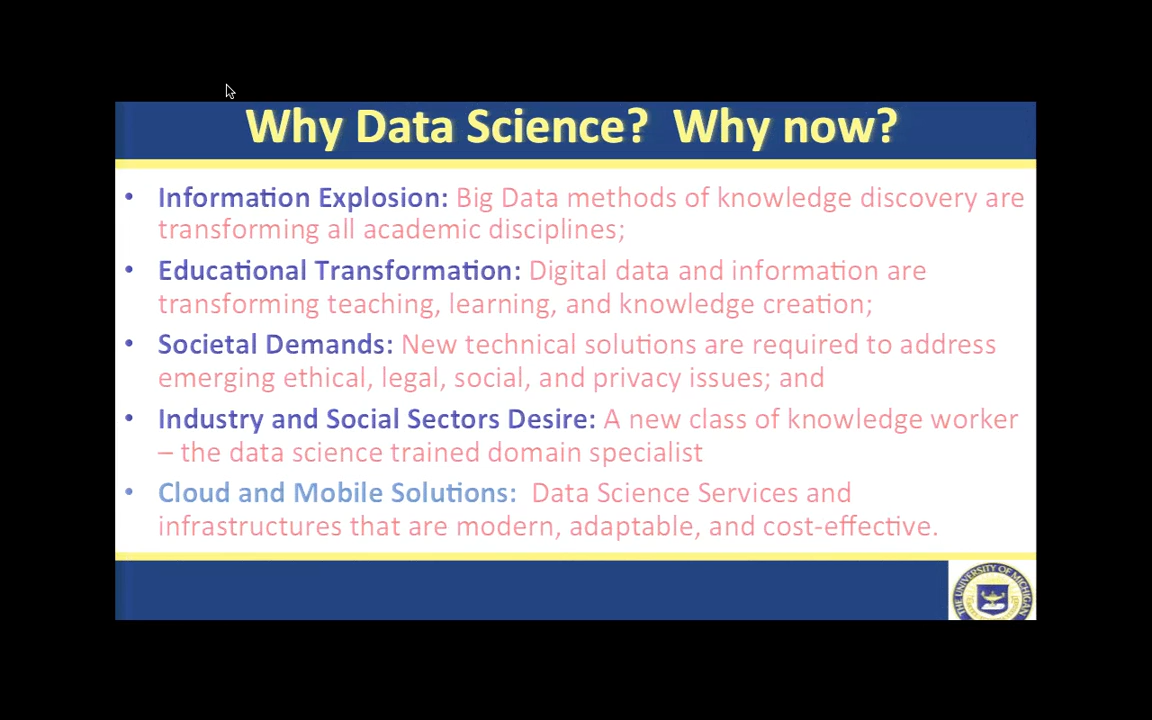 Why Data Science?  Why now?
• Information Explosion: Big Data methods of knowledge discovery are
transforming all academic disciplines;
• Educational Transformation: Digital data and information are
transforming teaching, learning, and knowledge creation;
• Societal Demands: New technical solutions are required to address
emerging ethical, legal, social, and privacy issues; and
• Industry and Social Sectors Desire: A new class of knowledge worker
– the data science trained domain specialist
• Cloud and Mobile Solutions:  Data Science Services and
infrastructures that are modern, adaptable, and cost-effective.
THE UNIVERSITY OF MICHIGAN